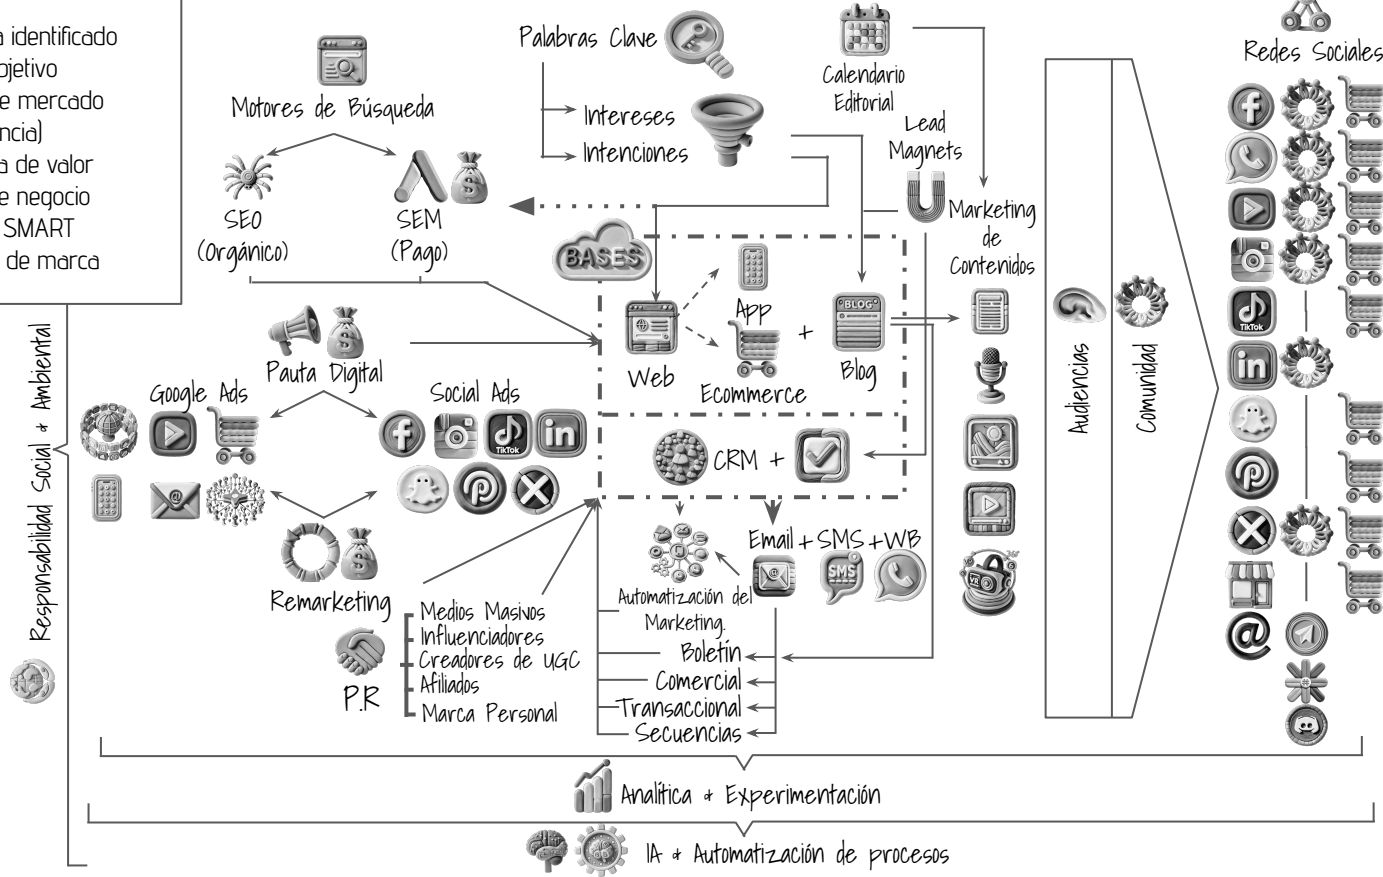 identificado
bjetivo
e mercado
ncia)
a de valor
e negocio
SMART
de marca
Motores de Búsqueda
SEO
(Orgánico)
SEM
(Pago)
Palabras Clave
Intereses
Intenciones
Calendario
Editorial
Lead
Magnets
Marketing
de
Contenidos
BASES
Web
App
Ecommerce
+
BLOG
Blog
CRM +
Pauta Digital
Google Ads
Social Ads
TikTok
in
Remarketing
P.R
Medios Masivos
Influenciadores
Creadores de UGC
Afiliados
Marca Personal
Email + SMS + WB
SMS
Automatización del
Marketing.
Boletín
Comercial
Transaccional
Secuencias
VR
Audiencias
Comunidad
Redes Sociales
TikTok
in
@
Responsabilidad Social & Ambiental
Analítica & Experimentación
IA & Automatización de procesos